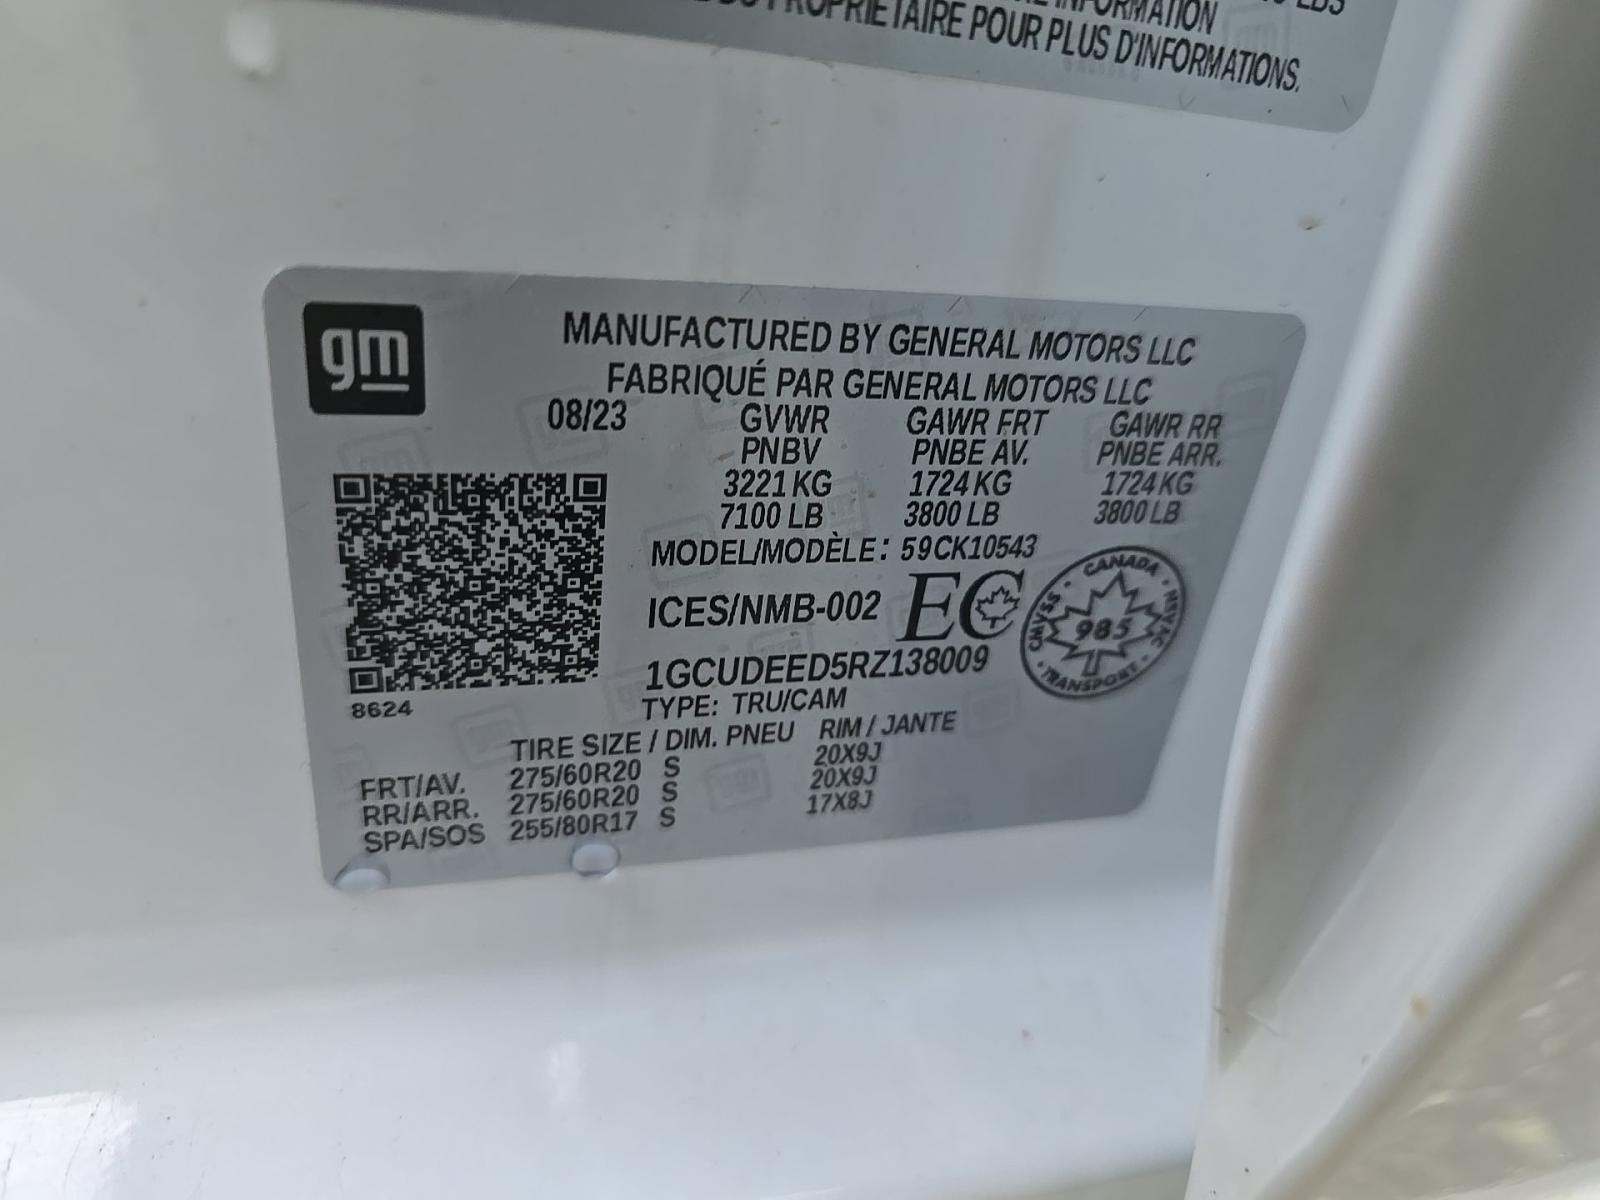 INFORMATION
PROPRIÉTAIRE POUR PLUS D'INFORMATIONS.
gm
MANUFACTURED BY GENERAL MOTORS LLC
FABRIQUÉ PAR GENERAL MOTORS LLC
08/23 GVWR GAWR FRT GAWR RR
PNBV PNBE AV. PNBE ARR.
3221 KG 1724 KG 1724 KG
7100 LB 3800 LB 3800 LB
MODEL/MODÈLE: 59CK10543
ICES/NMB-002 EC
CANADA
CMVSS 985 NSVAC
TRANSPORT
1GCUDEED5RZ138009
8624
TYPE: TRU/CAM
TIRE SIZE / DIM. PNEU RIM / JANTE
FRT/AV. 275/60R20 S 20X9J
RR/ARR. 275/60R20 S 20X9J
SPA/SOS 255/80R17 S 17X8J